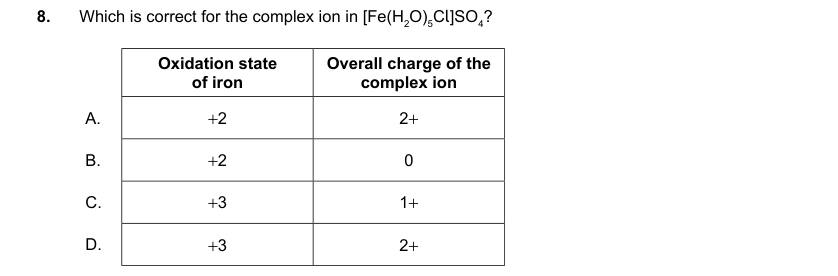 8. Which is correct for the complex ion in [Fe(H₂O)₅Cl]SO₄?
Oxidation state of iron Overall charge of the complex ion
A. +2 2+
B. +2 0
C. +3 1+
D. +3 2+